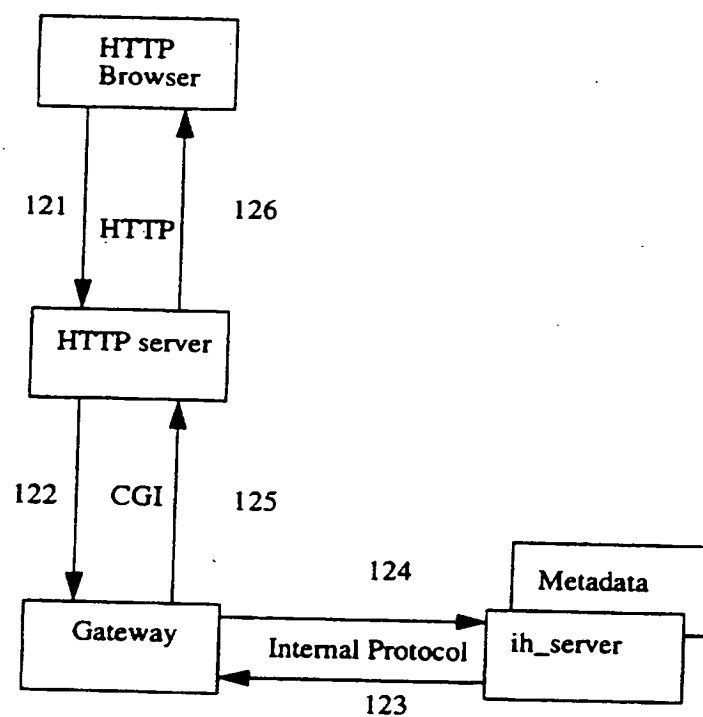 HTTP
Browser
121
HTTP
126
HTTP server
122
CGI
125
124
Metadata
Gateway
Internal Protocol
ih_server
123